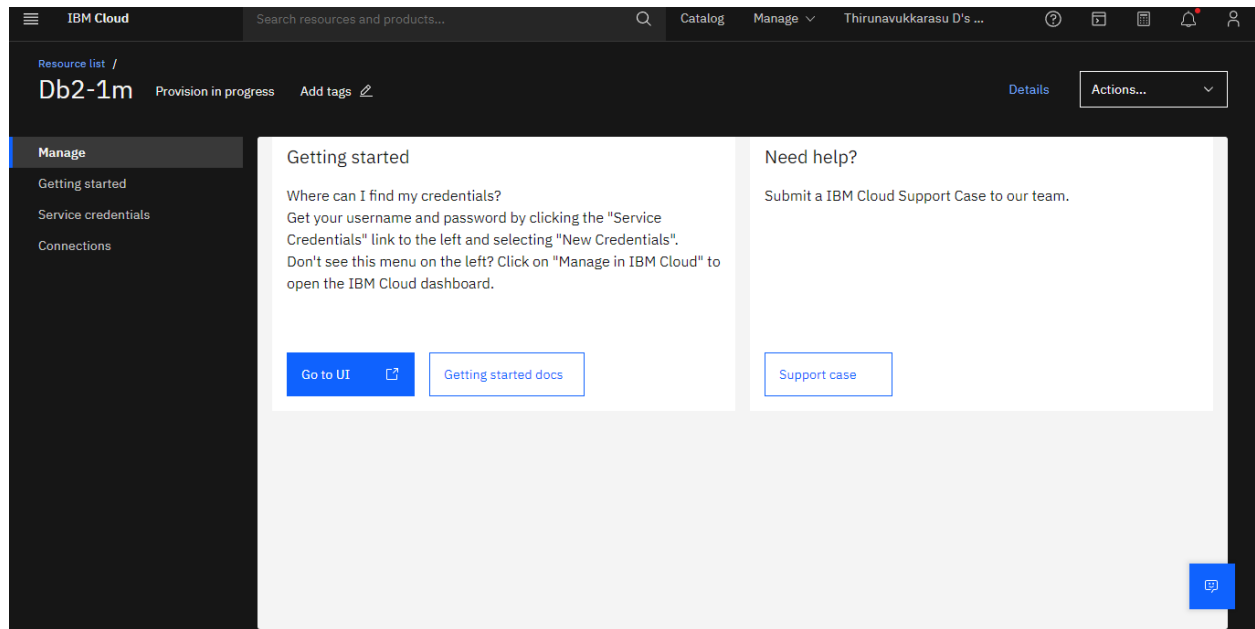 IBM Cloud
Search resources and products...
Catalog
Manage
Thirunavukkarasu D's ...
Resource list /
Db2-1m
Provision in progress
Add tags
Details
Actions...
Manage
Getting started
Service credentials
Connections
Getting started
Where can I find my credentials?
Get your username and password by clicking the "Service
Credentials" link to the left and selecting "New Credentials".
Don't see this menu on the left? Click on "Manage in IBM Cloud" to
open the IBM Cloud dashboard.
Go to UI
Getting started docs
Need help?
Submit a IBM Cloud Support Case to our team.
Support case